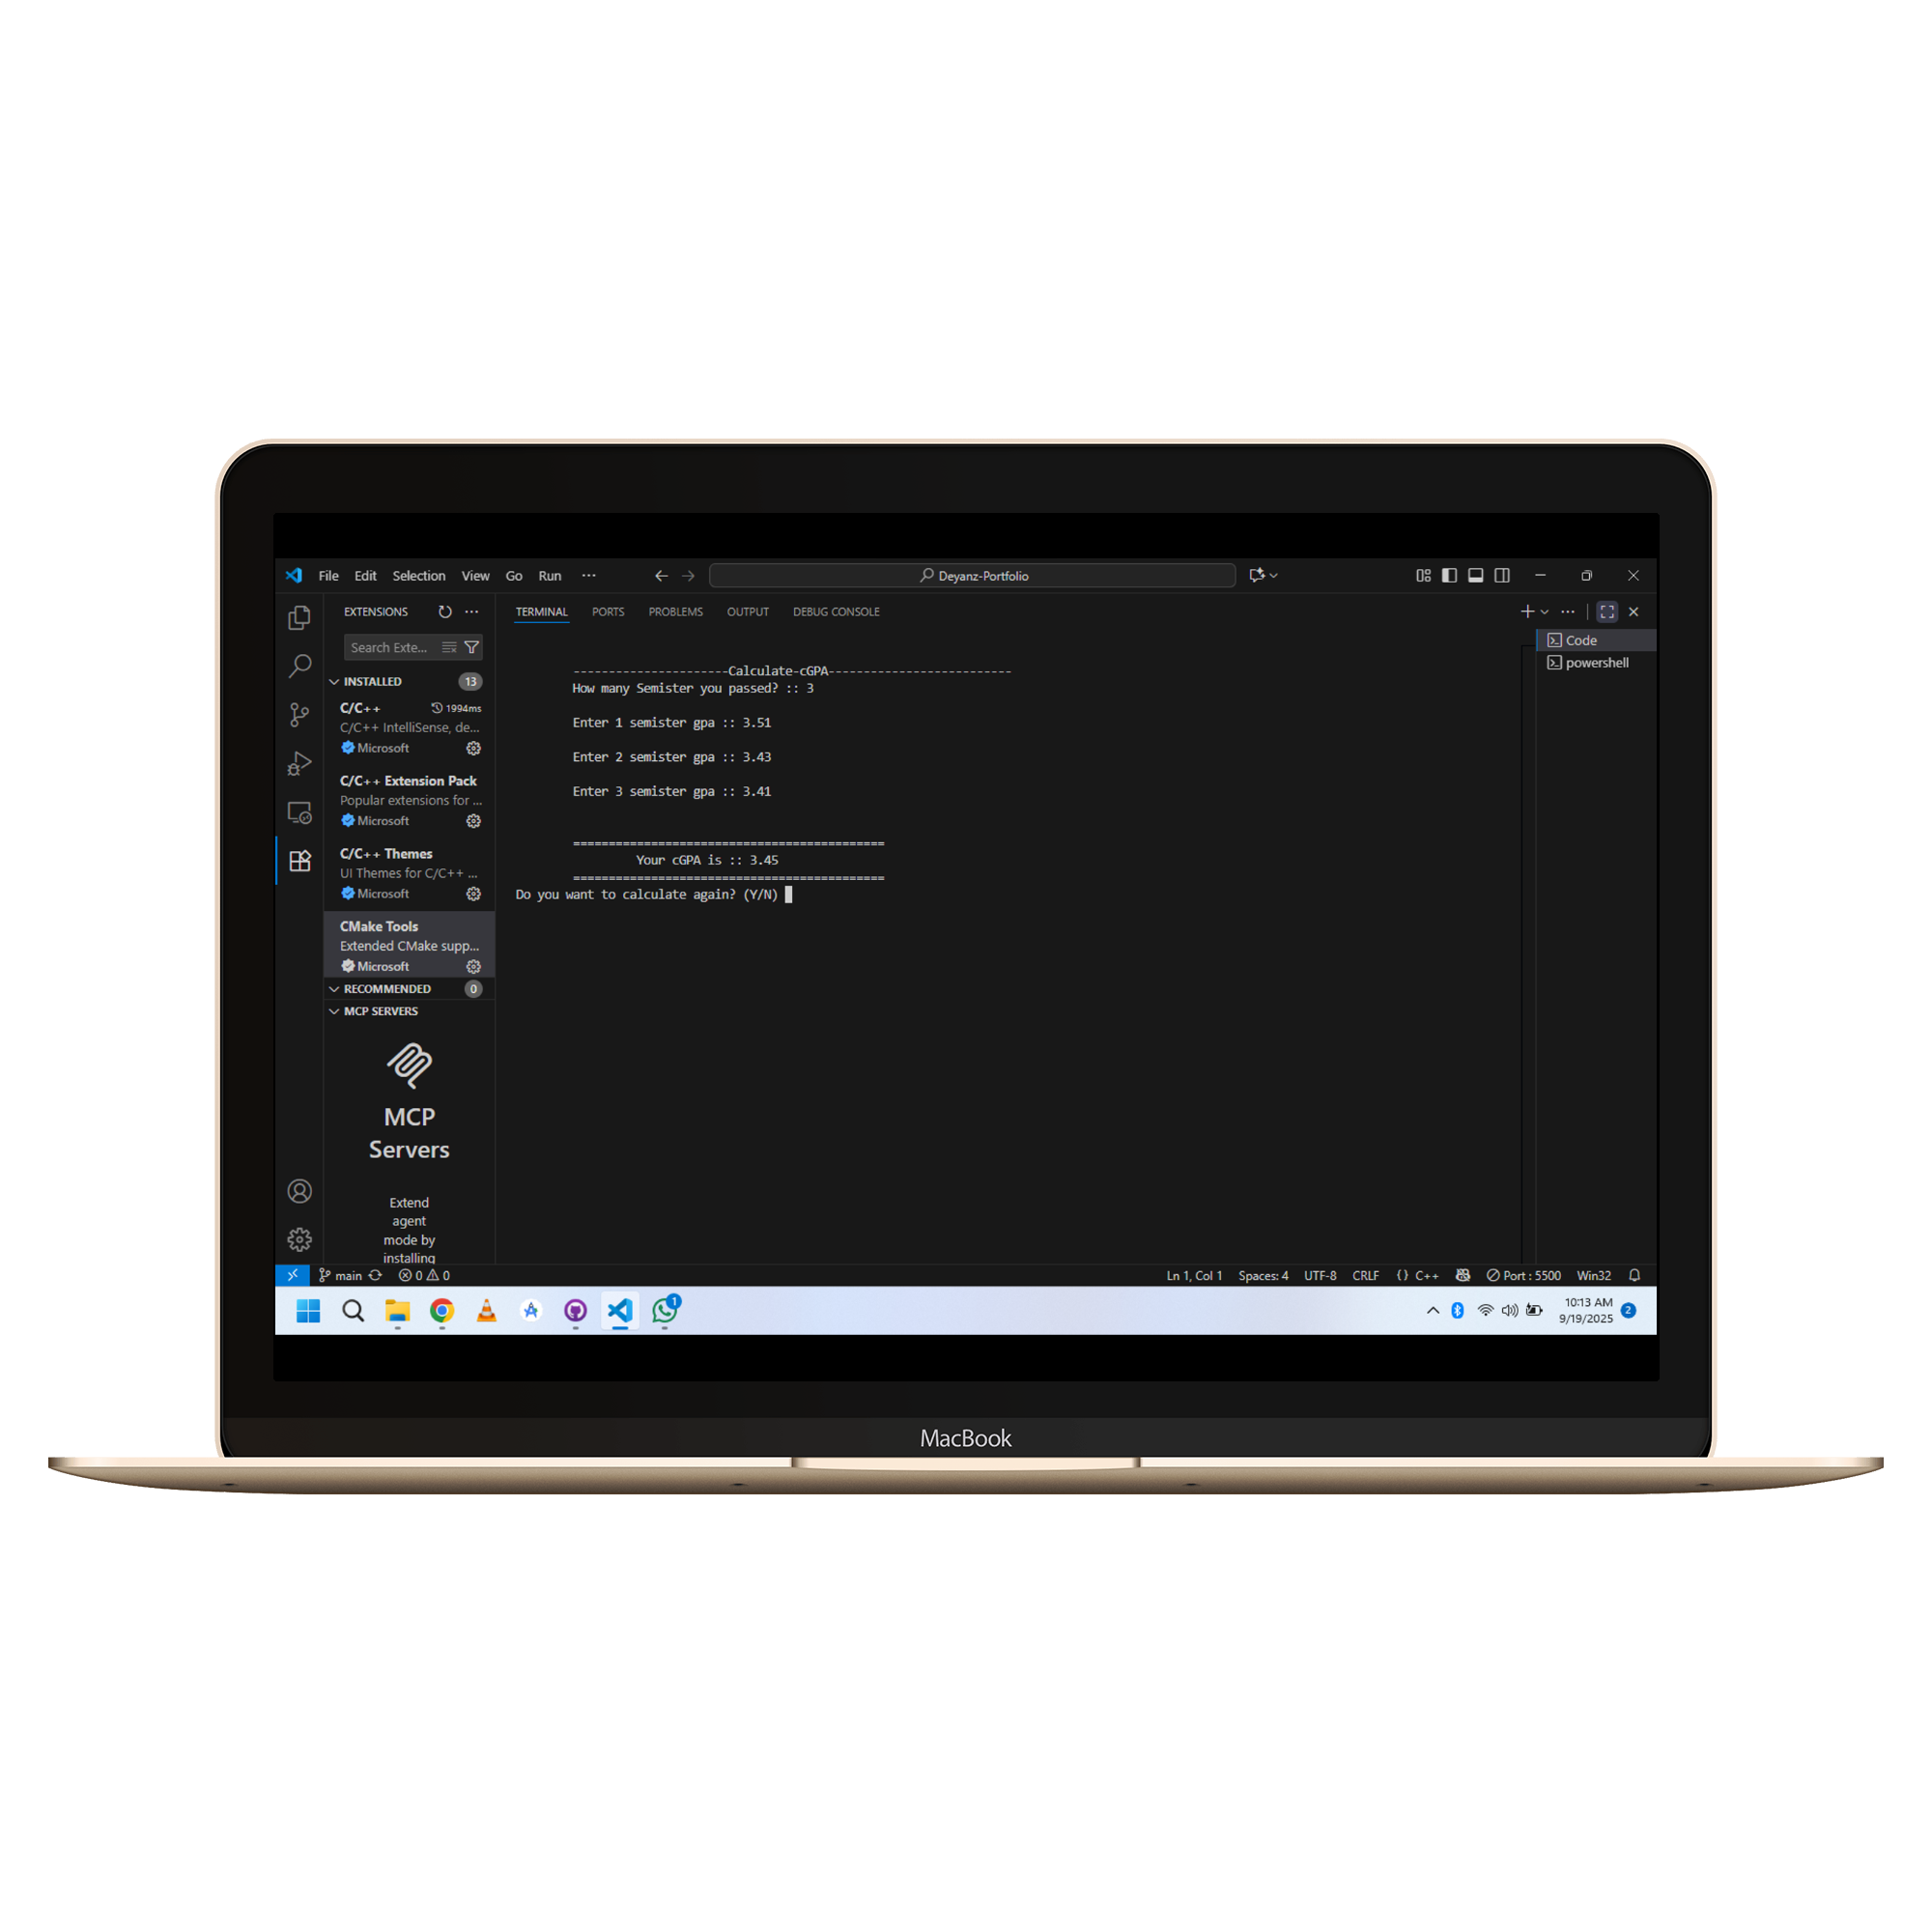 File Edit Selection View Go Run ··· Deyanz-Portfolio
EXTENSIONS
Search Exte...
INSTALLED 13
C/C++ 1994ms
C/C++ IntelliSense, de...
Microsoft
C/C++ Extension Pack
Popular extensions for ...
Microsoft
C/C++ Themes
UI Themes for C/C++ ...
Microsoft
CMake Tools
Extended CMake supp...
Microsoft
RECOMMENDED 0
MCP SERVERS
MCP
Servers
Extend
agent
mode by
installing
TERMINAL PORTS PROBLEMS OUTPUT DEBUG CONSOLE
----------------------Calculate-cGPA--------------------------
How many Semister you passed? :: 3
Enter 1 semister gpa :: 3.51
Enter 2 semister gpa :: 3.43
Enter 3 semister gpa :: 3.41
============================================
Your cGPA is :: 3.45
============================================
Do you want to calculate again? (Y/N)
Code
powershell
main 0 0 Ln 1, Col 1 Spaces: 4 UTF-8 CRLF {} C++ Port : 5500 Win32
1
10:13 AM
9/19/2025 2
MacBook